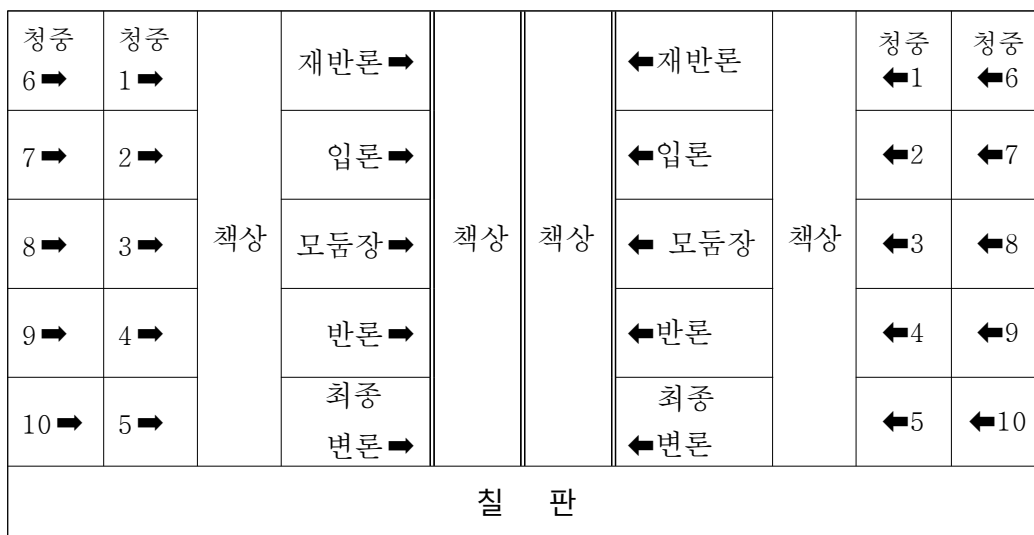 청중 청중 재반론➡ ⬅재반론 청중 청중
6➡ 1➡ ⬅1 ⬅6
7➡ 2➡ 입론➡ ⬅입론 ⬅2 ⬅7
8➡ 3➡ 책상 모둠장➡ 책상 책상 ⬅ 모둠장 책상 ⬅3 ⬅8
9➡ 4➡ 반론➡ ⬅반론 ⬅4 ⬅9
최종 최종
10➡ 5➡ 변론➡ ⬅변론 ⬅5 ⬅10
칠 판